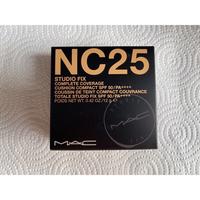 NC25
STUDIO FIX
COMPLETE COVERAGE
CUSHION COMPACT SPF 50/PA++++
COUSSIN DE TEINT COMPACT COUVRANCE
TOTALE STUDIO FIX SPF 50/PA++++
POIDS NET WT. 0.42 OZ/12 g
MAC